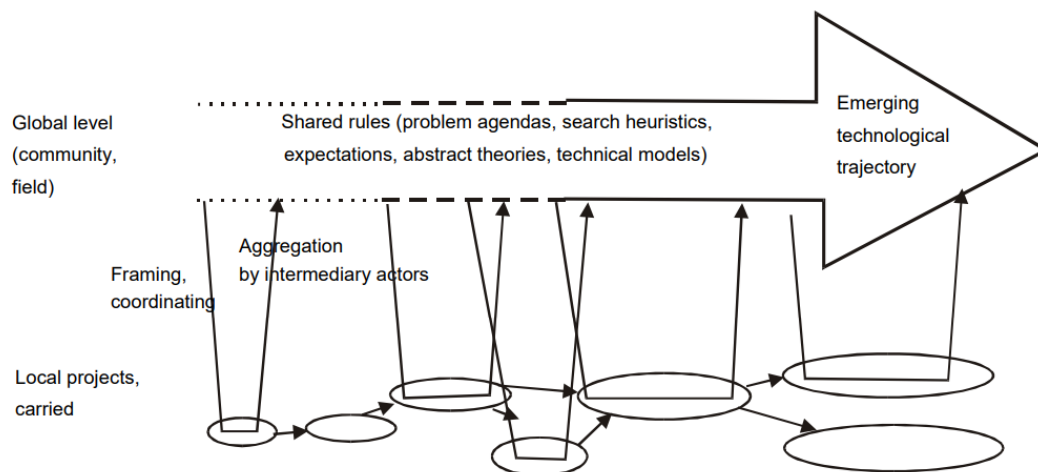 Global level
(community,
field)
Shared rules (problem agendas, search heuristics,
expectations, abstract theories, technical models)
Emerging
technological
trajectory
Aggregation
by intermediary actors
Framing,
coordinating
Local projects,
carried